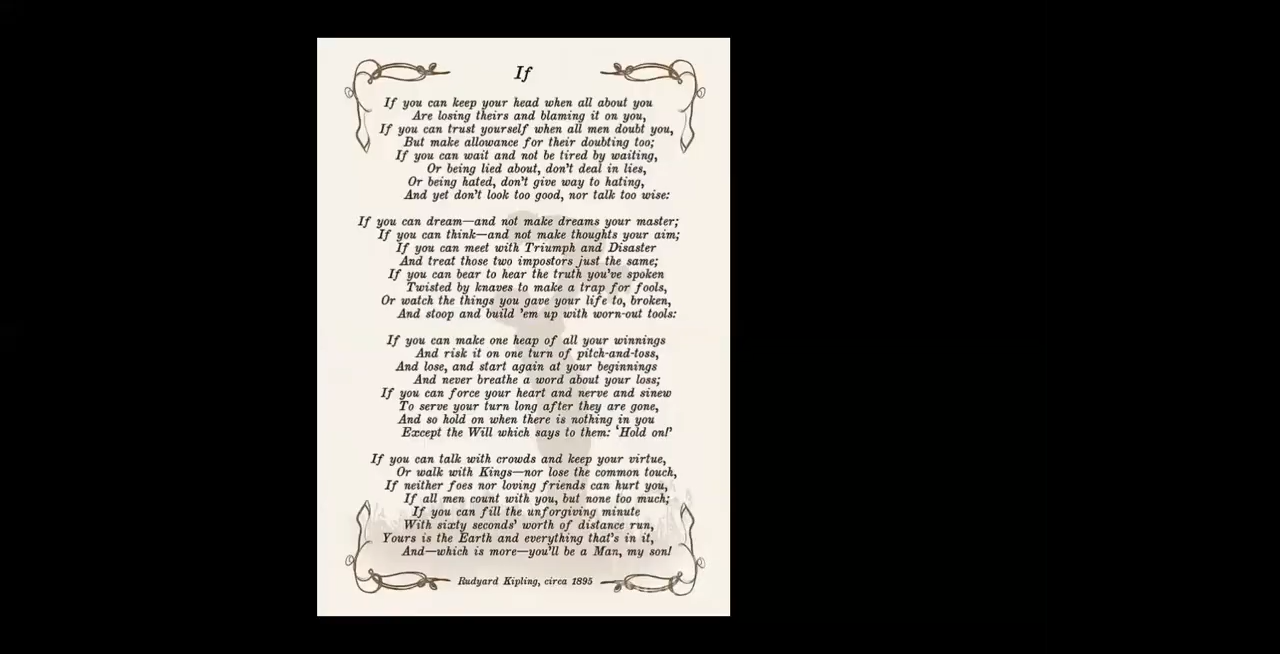 If
If you can keep your head when all about you
Are losing theirs and blaming it on you,
If you can trust yourself when all men doubt you,
But make allowance for their doubting too;
If you can wait and not be tired by waiting,
Or being lied about, don't deal in lies,
Or being hated, don't give way to hating,
And yet don't look too good, nor talk too wise:
If you can dream—and not make dreams your master;
If you can think—and not make thoughts your aim;
If you can meet with Triumph and Disaster
And treat those two impostors just the same;
If you can bear to hear the truth you've spoken
Twisted by knaves to make a trap for fools,
Or watch the things you gave your life to, broken,
And stoop and build 'em up with worn-out tools:
If you can make one heap of all your winnings
And risk it on one turn of pitch-and-toss,
And lose, and start again at your beginnings
And never breathe a word about your loss;
If you can force your heart and nerve and sinew
To serve your turn long after they are gone,
And so hold on when there is nothing in you
Except the Will which says to them: 'Hold on!'
If you can talk with crowds and keep your virtue,
Or walk with Kings—nor lose the common touch,
If neither foes nor loving friends can hurt you,
If all men count with you, but none too much;
If you can fill the unforgiving minute
With sixty seconds' worth of distance run,
Yours is the Earth and everything that's in it,
And—which is more—you'll be a Man, my son!
Rudyard Kipling, circa 1895